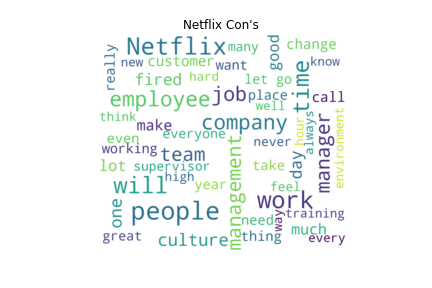 Netflix Con's
Netflix many good change
really new customer want know
fired hard let go
employee job place time call
think make company well always hour environment
even everyone never
working team manager
lot supervisor management take day
will high year feel
one people work
need way training
great culture thing much every